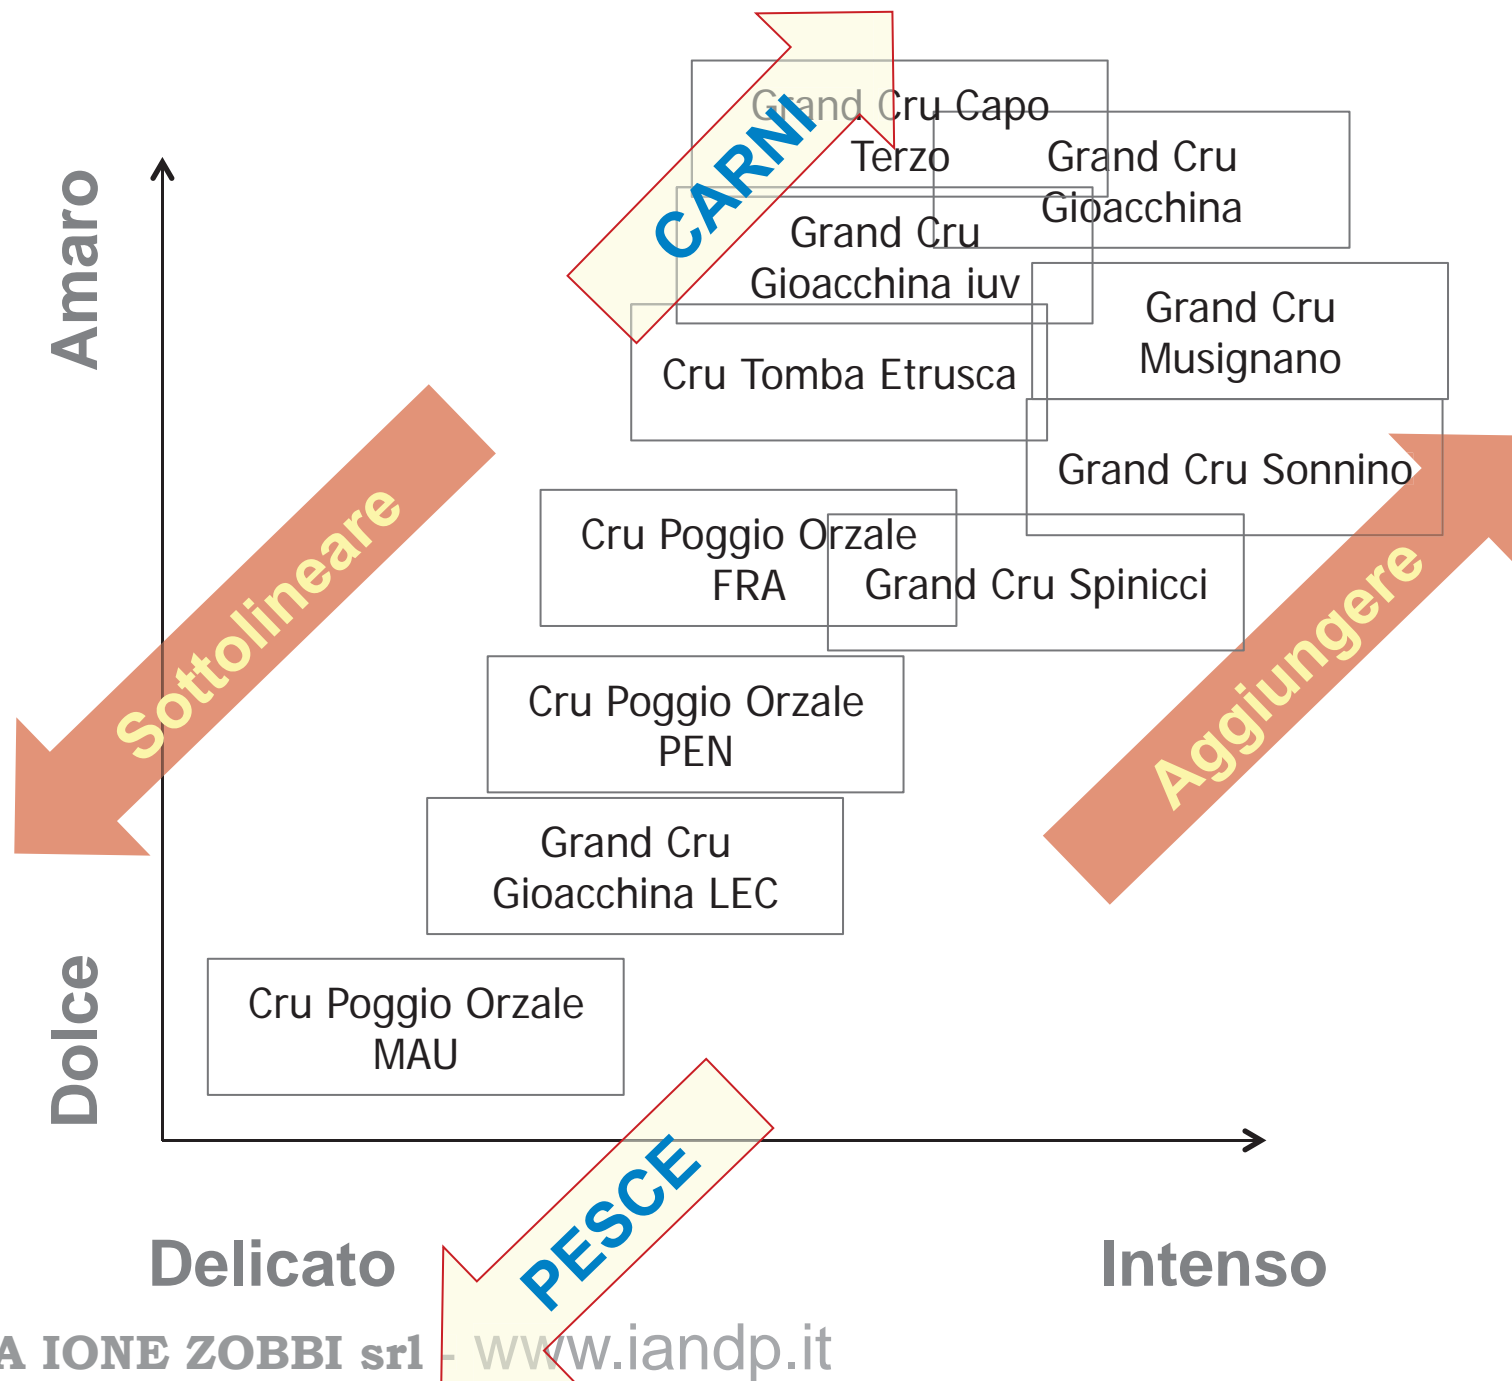 Grand Cru Capo
Terzo
CARNI
Grand Cru
Gioacchina
Amaro
Grand Cru
Gioacchina iuv
Grand Cru
Musignano
Cru Tomba Etrusca
Grand Cru Sonnino
Sottolineare
Cru Poggio Orzale
FRA
Grand Cru Spinicci
Aggiungere
Cru Poggio Orzale
PEN
Grand Cru
Gioacchina LEC
Dolce
Cru Poggio Orzale
MAU
PESCE
Delicato
Intenso
A IONE ZOBBI srl - www.iandp.it